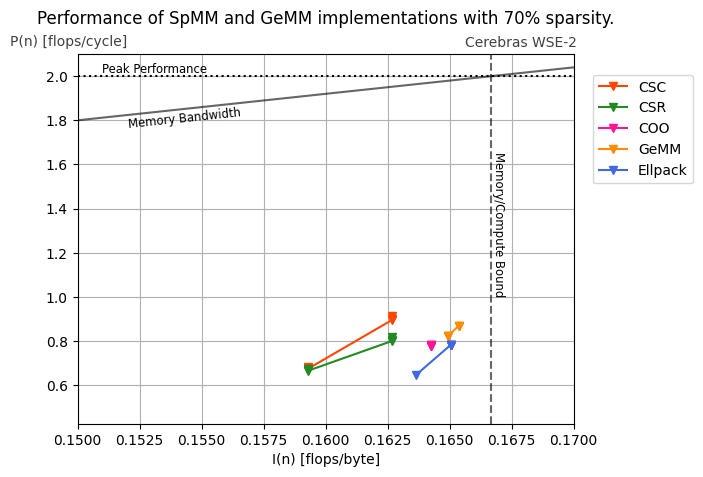 Performance of SpMM and GeMM implementations with 70% sparsity.
P(n) [flops/cycle]
Cerebras WSE-2
Peak Performance
Memory Bandwidth
Memory/Compute Bound
CSC
CSR
COO
GeMM
Ellpack
2.0
1.8
1.6
1.4
1.2
1.0
0.8
0.6
0.1500 0.1525 0.1550 0.1575 0.1600 0.1625 0.1650 0.1675 0.1700
I(n) [flops/byte]